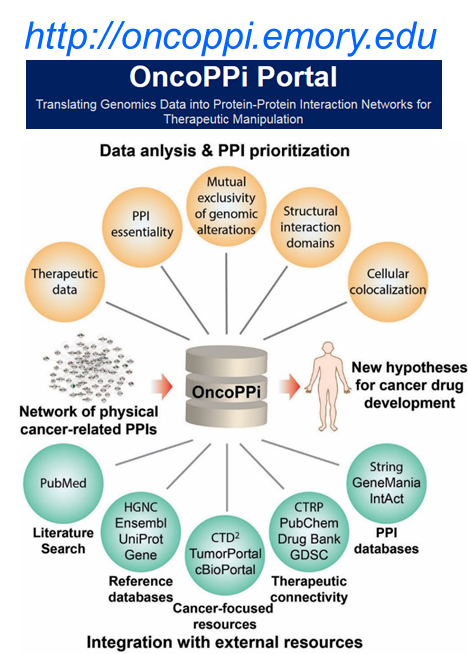 http://oncoppi.emory.edu
OncoPPi Portal
Translating Genomics Data into Protein-Protein Interaction Networks for
Therapeutic Manipulation
Data anlysis & PPI prioritization
Mutual
exclusivity
of genomic
alterations
PPI
essentiality
Structural
interaction
domains
Therapeutic
data
Cellular
colocalization
OncoPPi
New hypotheses
for cancer drug
development
Network of physical
cancer-related PPIs
PubMed
Literature
Search
HGNC
Ensembl
UniProt
Gene
Reference
databases
CTD²
TumorPortal
cBioPortal
Cancer-focused
resources
CTRP
PubChem
Drug Bank
GDSC
Therapeutic
connectivity
String
GeneMania
IntAct
PPI
databases
Integration with external resources